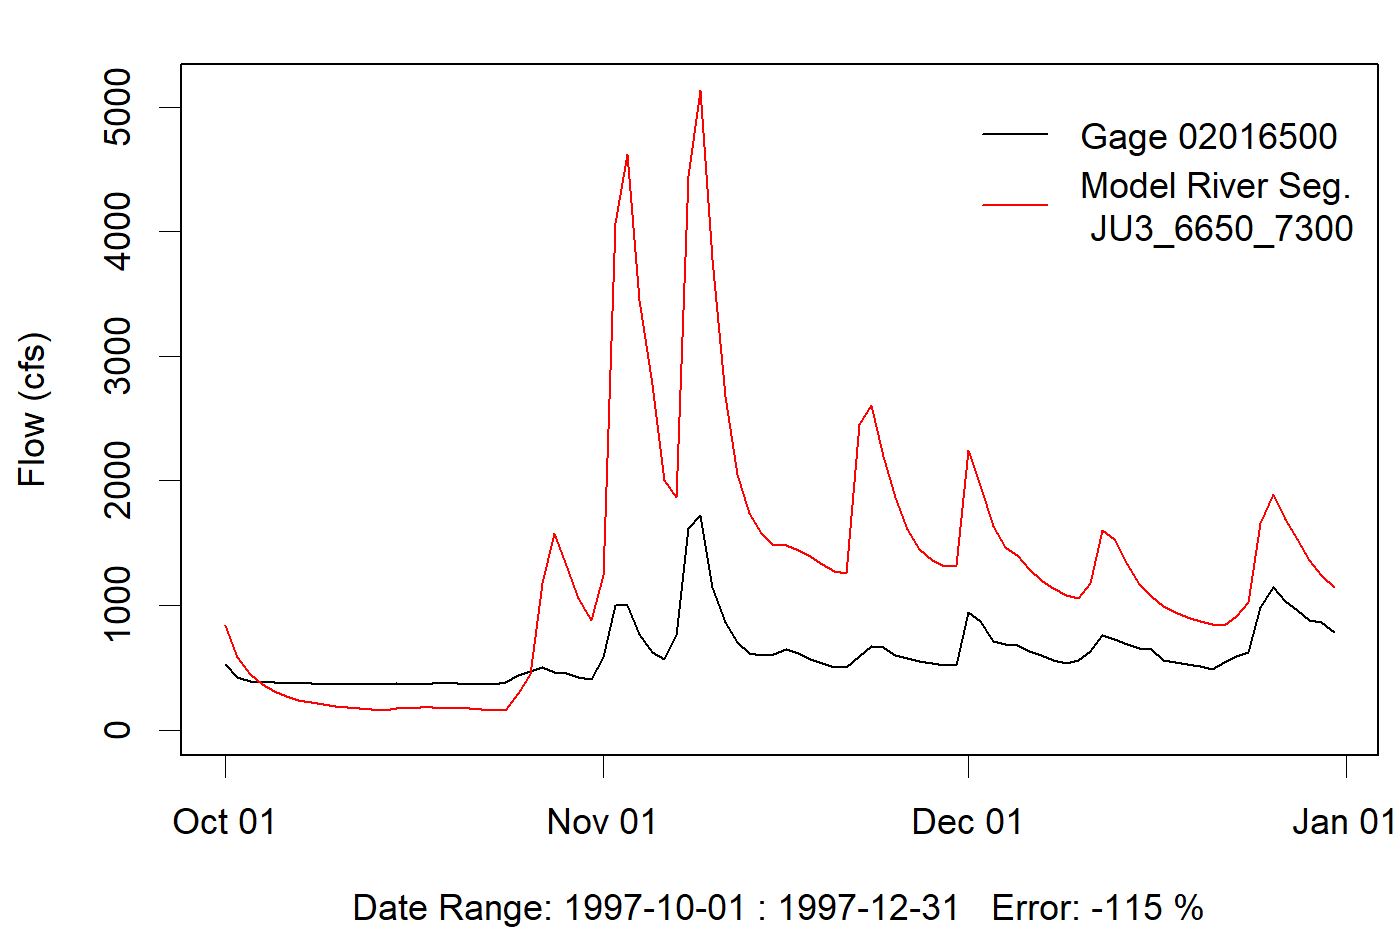 Flow (cfs)
5000
4000
3000
2000
1000
0
Gage 02016500
Model River Seg.
JU3_6650_7300
Oct 01
Nov 01
Dec 01
Jan 01
Date Range: 1997-10-01 : 1997-12-31   Error: -115 %